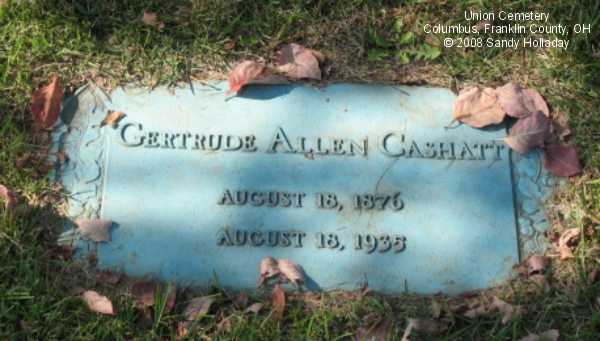 Union Cemetery
Columbus, Franklin County, OH
© 2008 Sandy Holladay
GERTRUDE ALLEN CASHATT
AUGUST 18, 1876
AUGUST 18, 1935